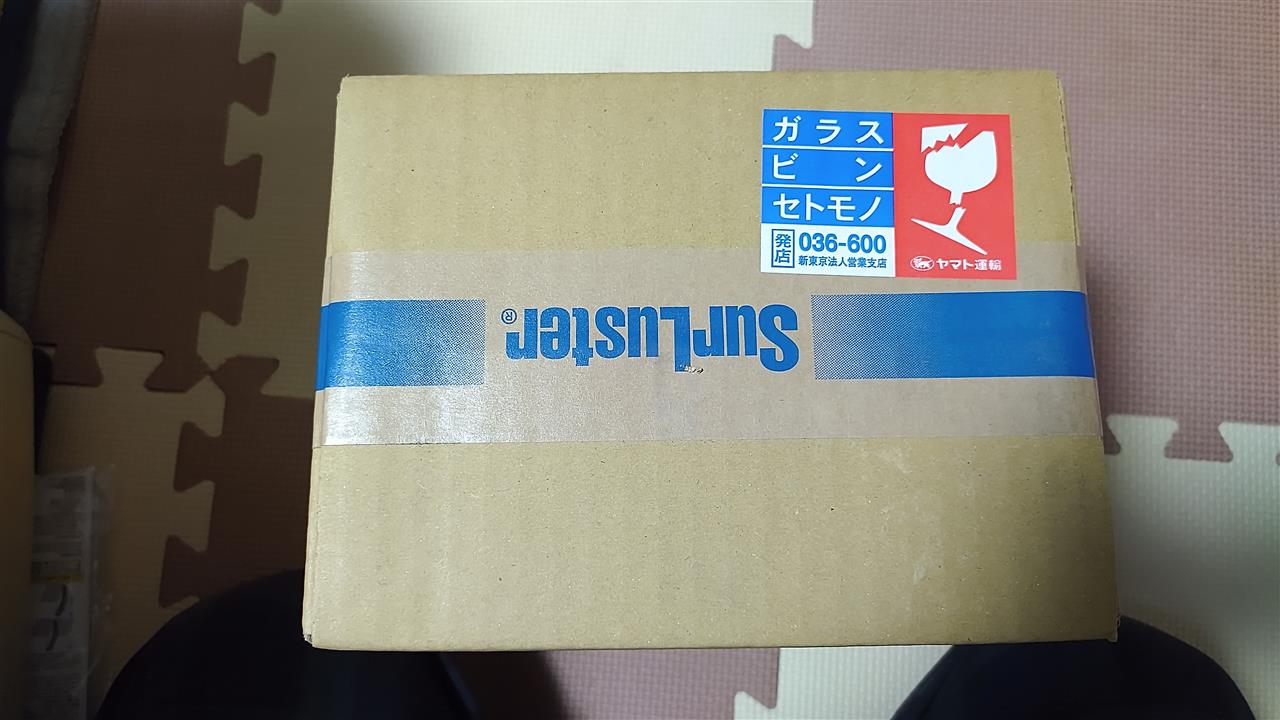 ガラス
ビン
セトモノ
発店 036-600
新東京法人営業支店
ヤマト運輸
SurLuster®